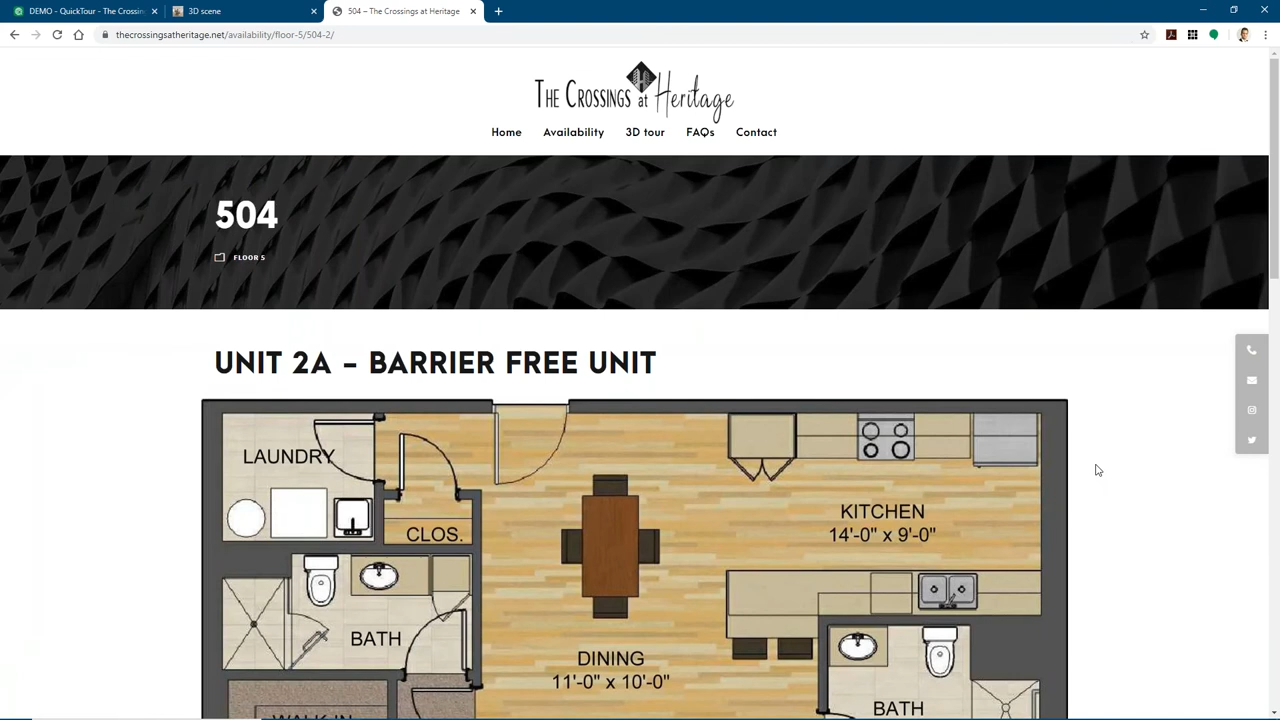 DEMO - QuickTour - The Crossin
3D scene
504 – The Crossings at Heritage
thecrossingsatheritage.net/availability/floor-5/504-2/
THE CROSSINGS at Heritage
Home Availability 3D tour FAQs Contact
504
FLOOR 5
UNIT 2A – BARRIER FREE UNIT
LAUNDRY
CLOS.
KITCHEN
14'-0" x 9'-0"
BATH
DINING
11'-0" x 10'-0"
BATH
WALK IN